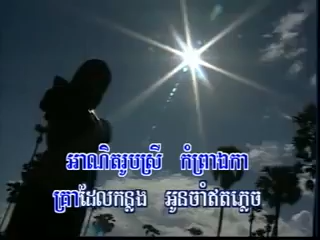 អាណិតរូបស្រី កំព្រាងកា
គ្រាដែលកន្លង អូនចាំឥតភ្លេច